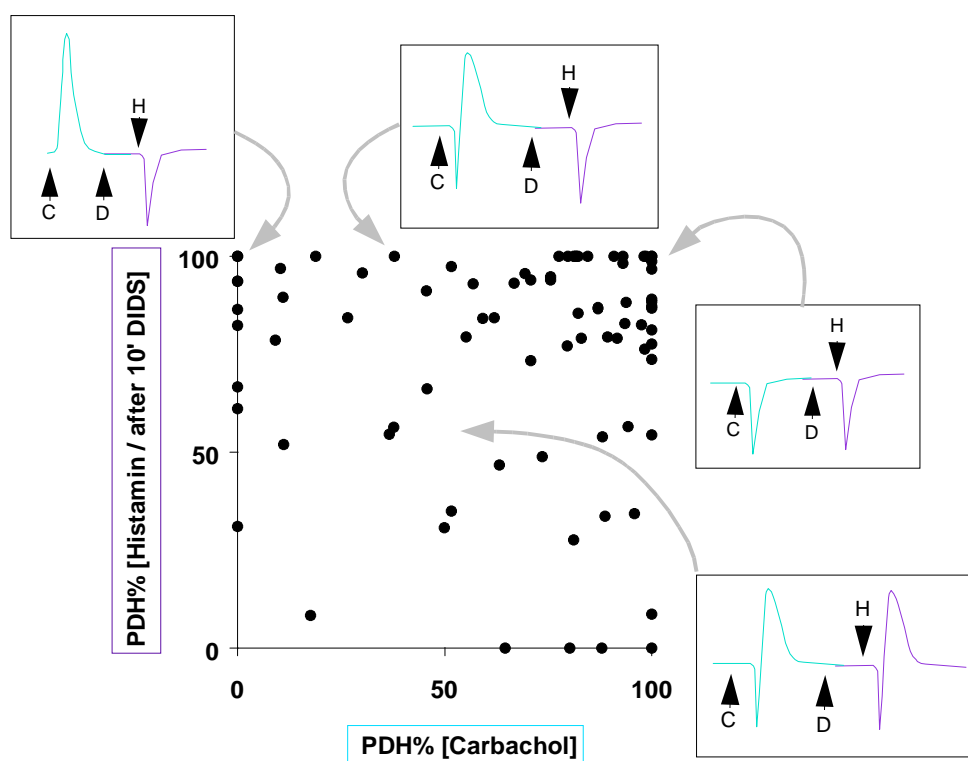 H
C
D
H
C
D
PDH% [Histamin / after 10' DIDS]
100
50
0
0
50
100
PDH% [Carbachol]
H
C
D
H
C
D